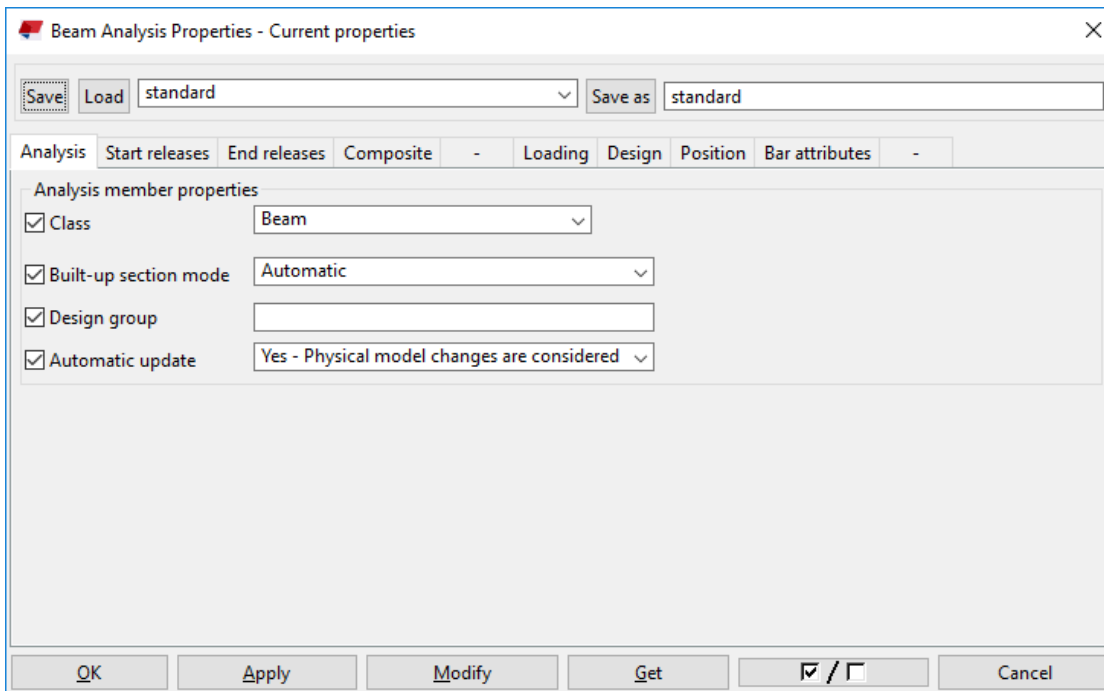 Beam Analysis Properties - Current properties
Save Load standard Save as standard
Analysis Start releases End releases Composite - Loading Design Position Bar attributes -
Analysis member properties
Class Beam
Built-up section mode Automatic
Design group
Automatic update Yes - Physical model changes are considered
OK Apply Modify Get / Cancel